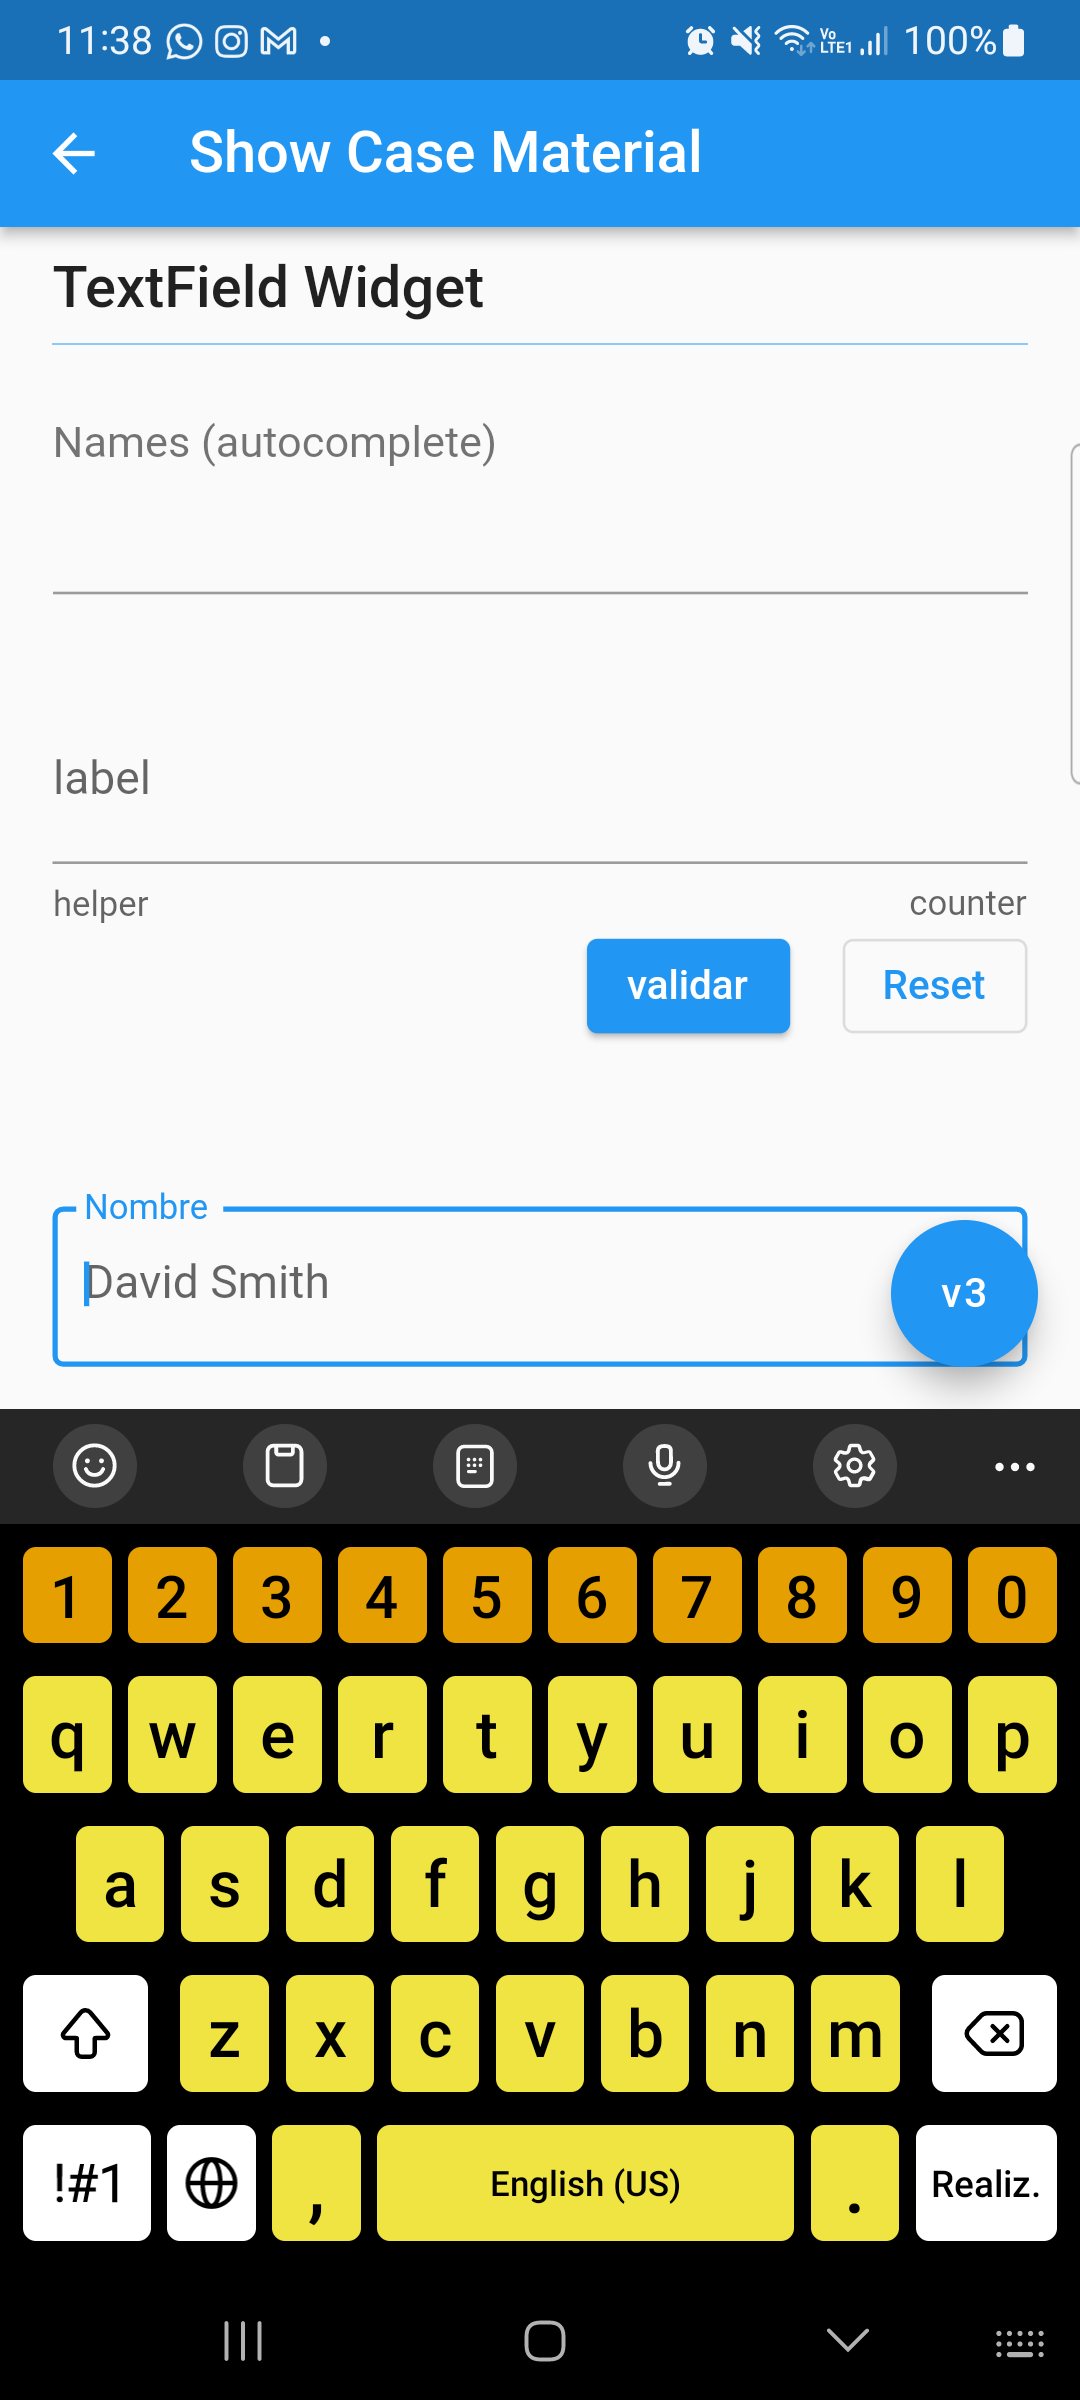 11:38 Vo LTE1 100%
Show Case Material
TextField Widget
Names (autocomplete)
label
helper counter
validar Reset
Nombre
David Smith
v3
1 2 3 4 5 6 7 8 9 0
q w e r t y u i o p
a s d f g h j k l
z x c v b n m
!#1 , English (US) . Realiz.